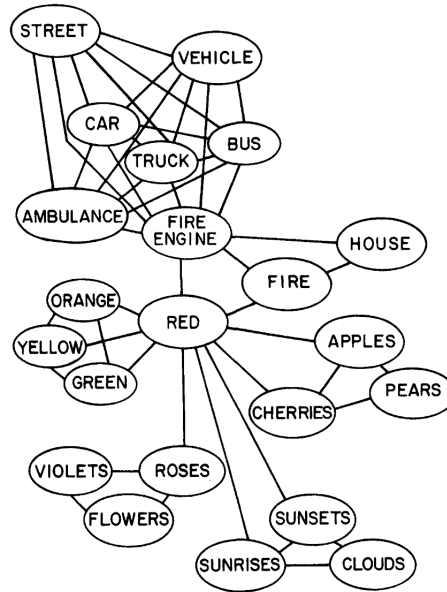 STREET
VEHICLE
CAR
BUS
TRUCK
AMBULANCE
FIRE
ENGINE
HOUSE
FIRE
ORANGE
RED
YELLOW
APPLES
GREEN
PEARS
CHERRIES
VIOLETS
ROSES
FLOWERS
SUNSETS
SUNRISES
CLOUDS